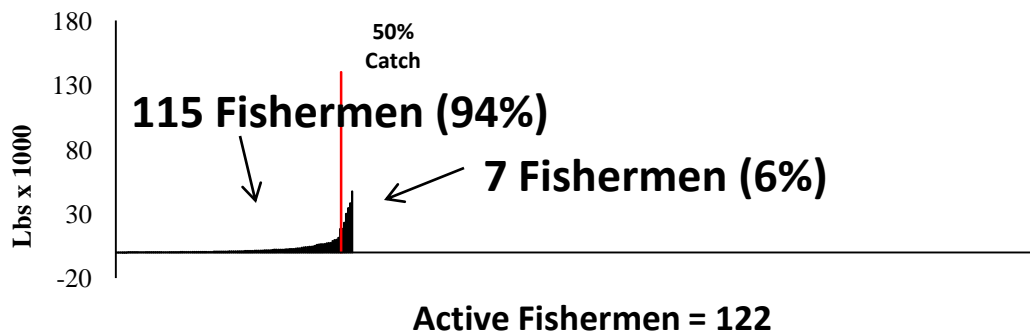 180
50%
Catch
130
115 Fishermen (94%)
80
7 Fishermen (6%)
Lbs x 1000
30
-20
Active Fishermen = 122